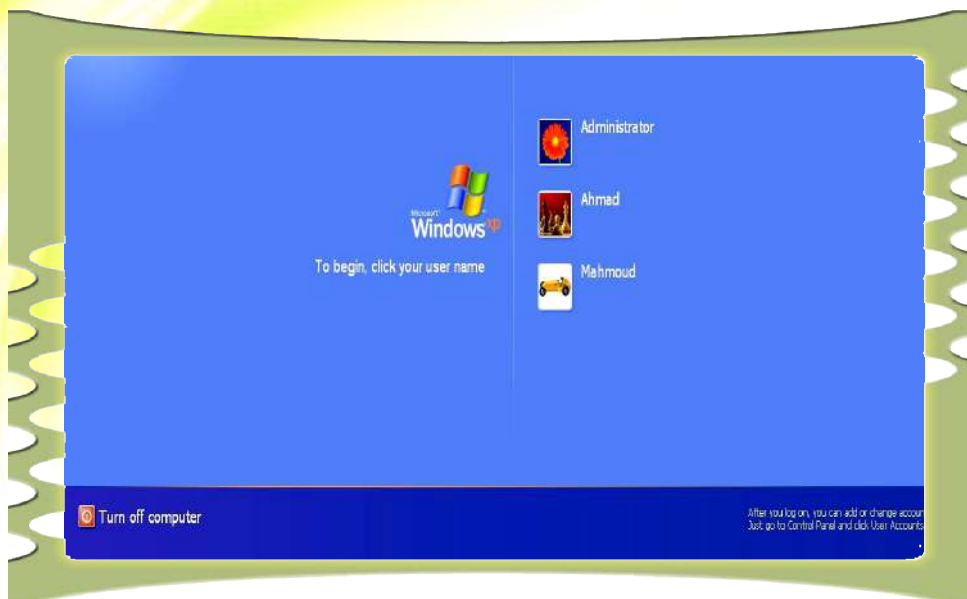 Administrator
Ahmad
Microsoft
Windows xp
To begin, click your user name
Mahmoud
Turn off computer
After you log on, you can add or change accoun
Just go to Control Panel and click User Accounts